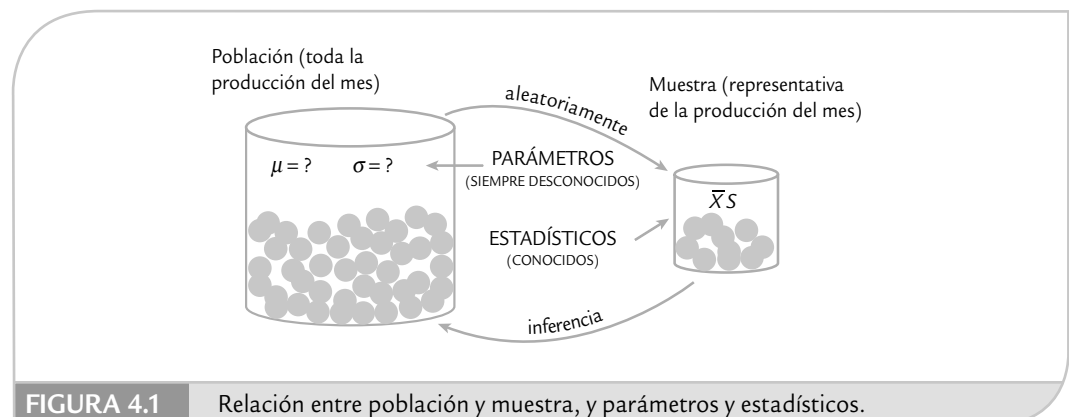 Población (toda la
producción del mes)
aleatoriamente
Muestra (representativa
de la producción del mes)
μ = ? σ = ?
PARÁMETROS
(SIEMPRE DESCONOCIDOS)
X̅ S
ESTADÍSTICOS
(CONOCIDOS)
inferencia
FIGURA 4.1 Relación entre población y muestra, y parámetros y estadísticos.